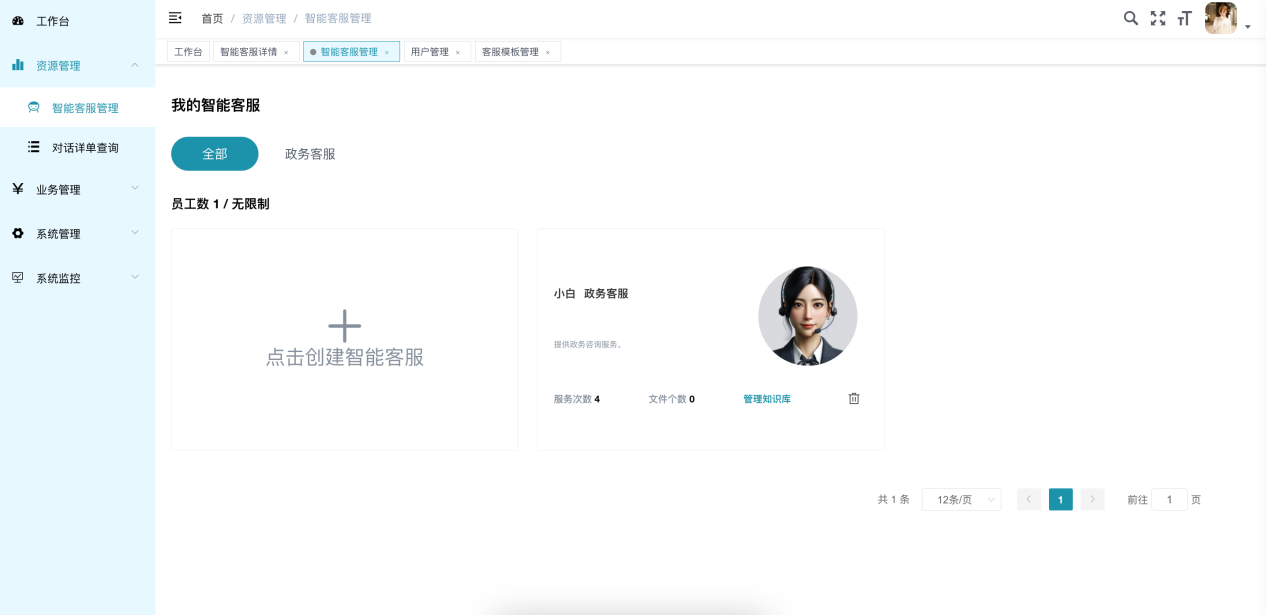 工作台
资源管理
智能客服管理
对话详单查询
业务管理
系统管理
系统监控
首页 / 资源管理 / 智能客服管理
工作台 智能客服详情 × 智能客服管理 × 用户管理 × 客服模板管理 ×
我的智能客服
全部 政务客服
员工数 1 / 无限制
点击创建智能客服
小白 政务客服
提供政务咨询服务。
服务次数 4 文件个数 0 管理知识库
共 1 条 12条/页 1 前往 1 页